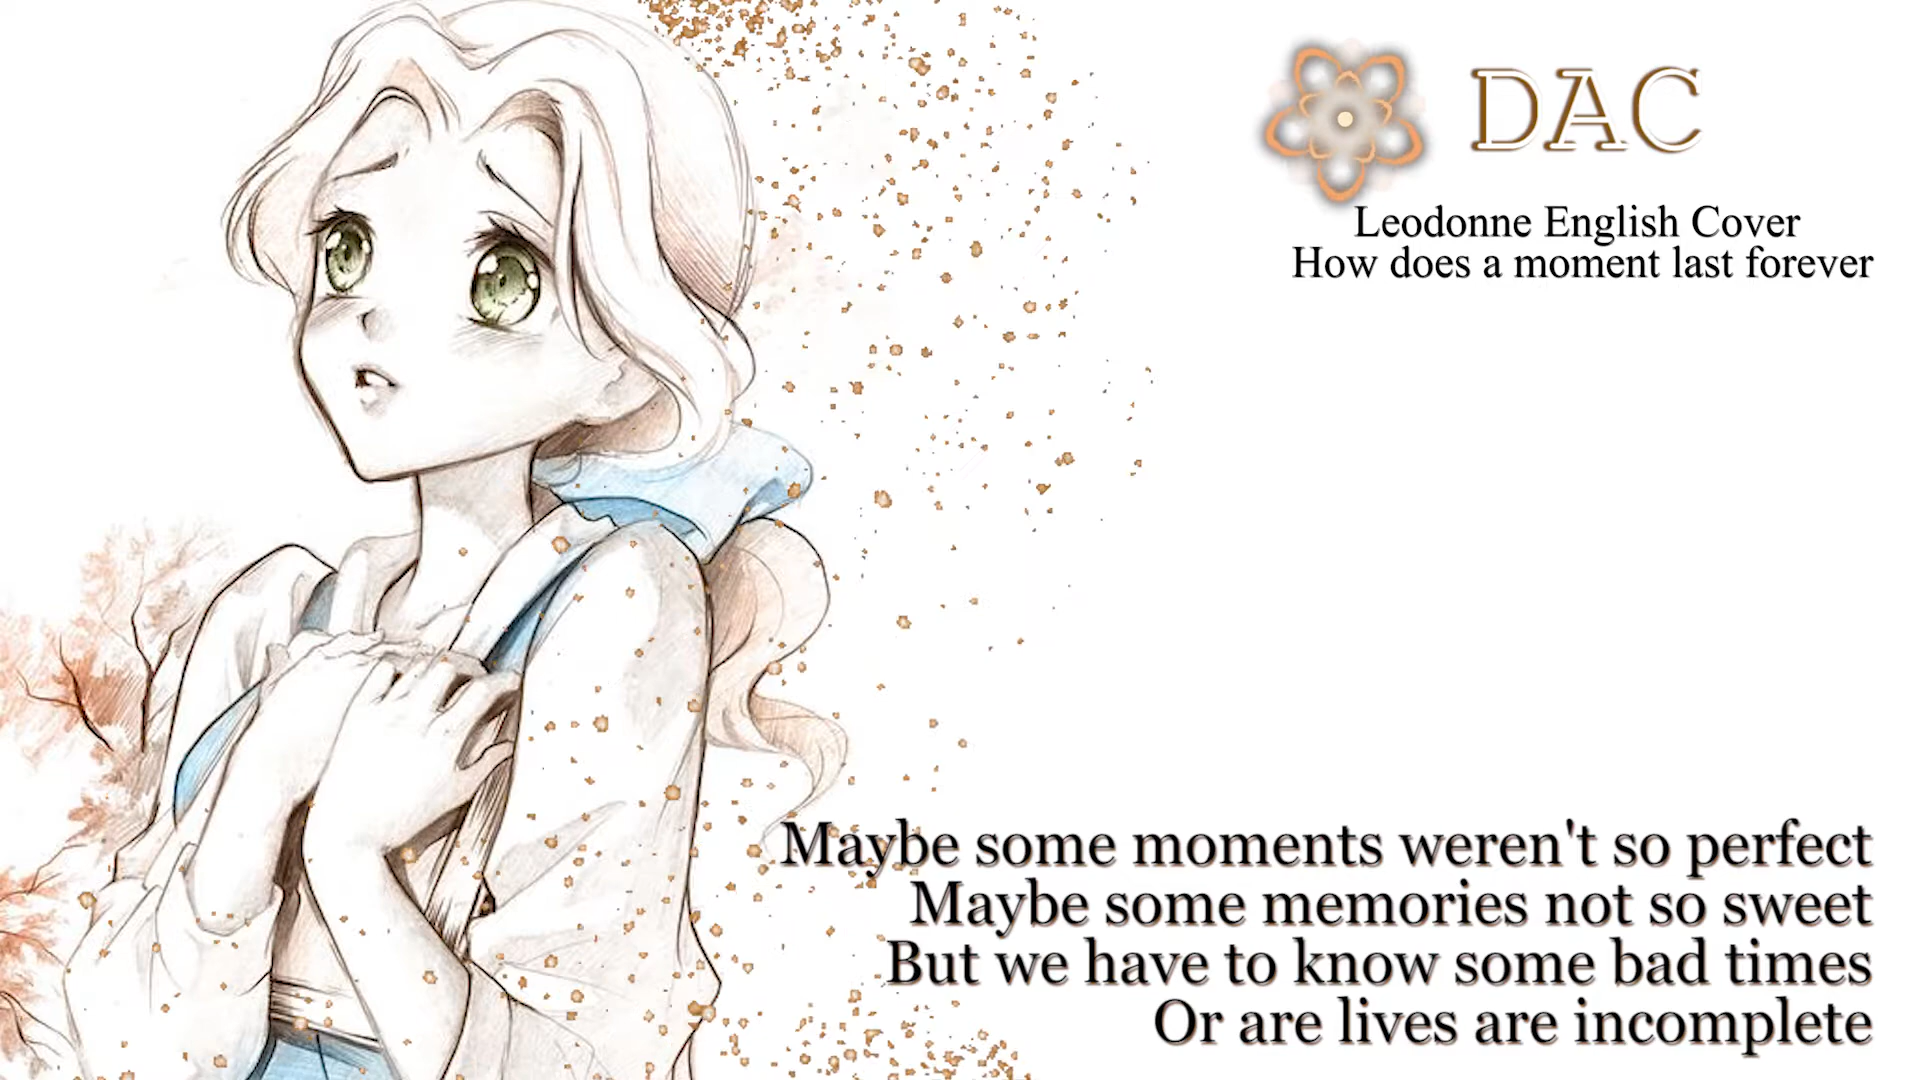 DAC
Leodonne English Cover
How does a moment last forever
Maybe some moments weren't so perfect
Maybe some memories not so sweet
But we have to know some bad times
Or are lives are incomplete